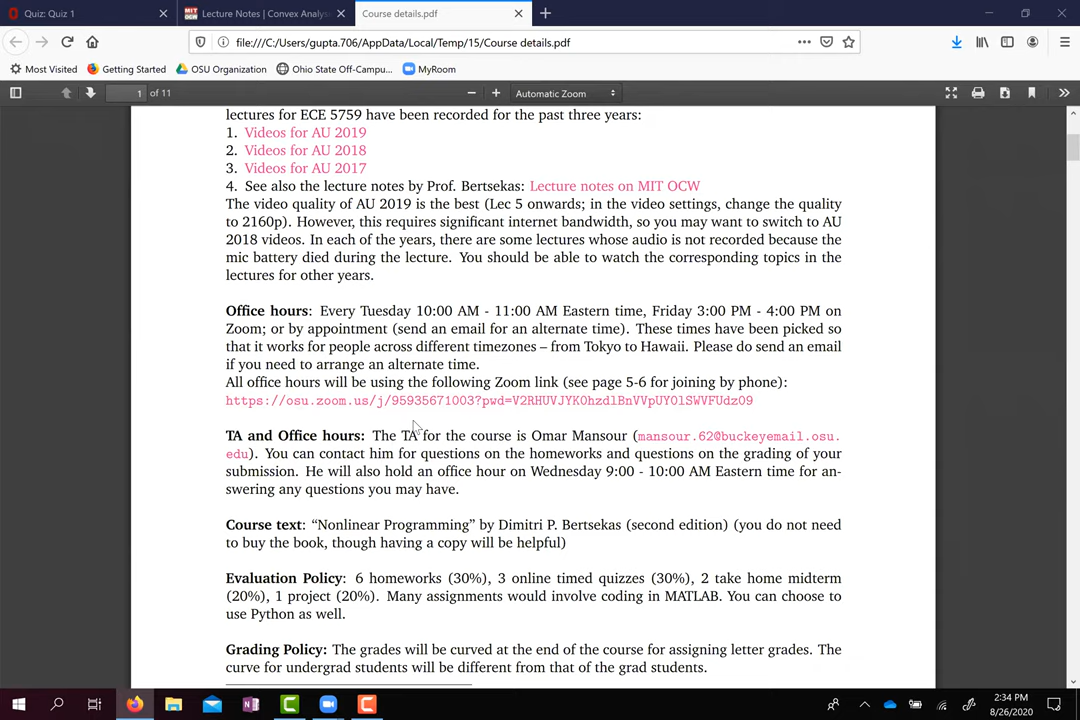 Quiz: Quiz 1
MIT OCW Lecture Notes | Convex Analys
Course details.pdf
file:///C:/Users/gupta.706/AppData/Local/Temp/15/Course details.pdf
Most Visited
Getting Started
OSU Organization
Ohio State Off-Campu...
MyRoom
1 of 11
Automatic Zoom
lectures for ECE 5759 have been recorded for the past three years:
1. Videos for AU 2019
2. Videos for AU 2018
3. Videos for AU 2017
4. See also the lecture notes by Prof. Bertsekas: Lecture notes on MIT OCW
The video quality of AU 2019 is the best (Lec 5 onwards; in the video settings, change the quality
to 2160p). However, this requires significant internet bandwidth, so you may want to switch to AU
2018 videos. In each of the years, there are some lectures whose audio is not recorded because the
mic battery died during the lecture. You should be able to watch the corresponding topics in the
lectures for other years.
Office hours: Every Tuesday 10:00 AM - 11:00 AM Eastern time, Friday 3:00 PM - 4:00 PM on
Zoom; or by appointment (send an email for an alternate time). These times have been picked so
that it works for people across different timezones – from Tokyo to Hawaii. Please do send an email
if you need to arrange an alternate time.
All office hours will be using the following Zoom link (see page 5-6 for joining by phone):
https://osu.zoom.us/j/95935671003?pwd=V2RHUVJYK0hzdlBnVVpUY0lSWVFUdz09
TA and Office hours: The TA for the course is Omar Mansour (mansour.62@buckeyemail.osu.
edu). You can contact him for questions on the homeworks and questions on the grading of your
submission. He will also hold an office hour on Wednesday 9:00 - 10:00 AM Eastern time for an-
swering any questions you may have.
Course text: “Nonlinear Programming” by Dimitri P. Bertsekas (second edition) (you do not need
to buy the book, though having a copy will be helpful)
Evaluation Policy: 6 homeworks (30%), 3 online timed quizzes (30%), 2 take home midterm
(20%), 1 project (20%). Many assignments would involve coding in MATLAB. You can choose to
use Python as well.
Grading Policy: The grades will be curved at the end of the course for assigning letter grades. The
curve for undergrad students will be different from that of the grad students.
2:34 PM
8/26/2020